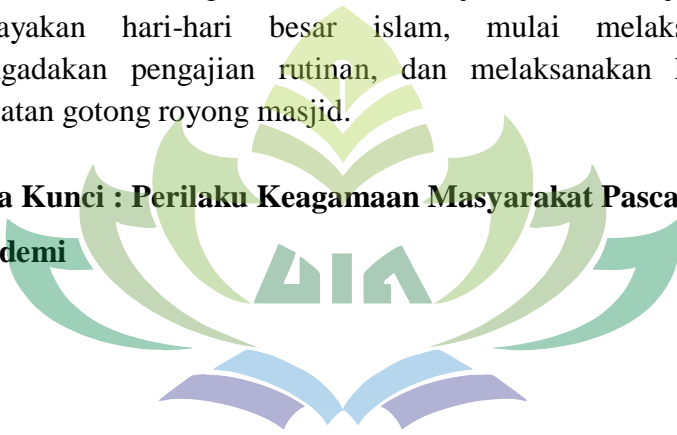 ayakan hari-hari besar islam, mulai melaks
gadakan pengajian rutinan, dan melaksanakan
atan gotong royong masjid.
a Kunci : Perilaku Keagamaan Masyarakat Pasca
demi
UIN